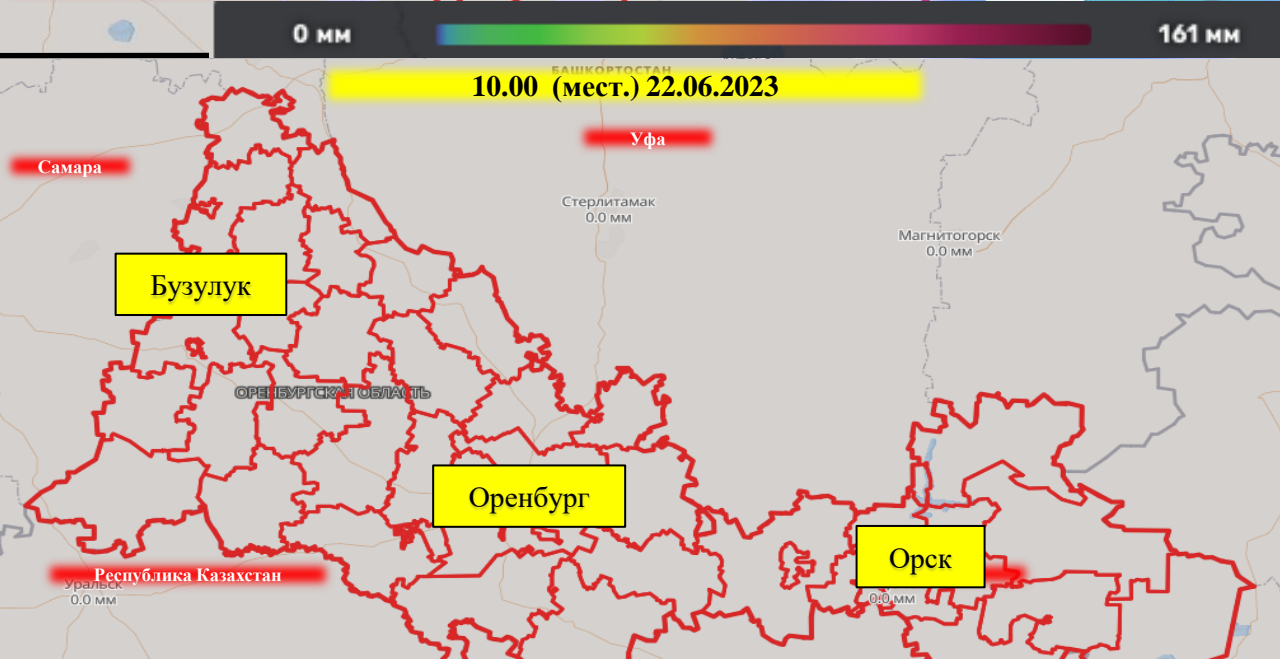 0 мм
161 мм
БАШКОРТОСТАН
10.00 (мест.) 22.06.2023
Уфа
Самара
Стерлитамак
0.0 мм
Магнитогорск
0.0 мм
Бузулук
ОРЕНБУРГСКАЯ ОБЛАСТЬ
Оренбург
Орск
0.0 мм
Республика Казахстан
Уральск
0.0 мм